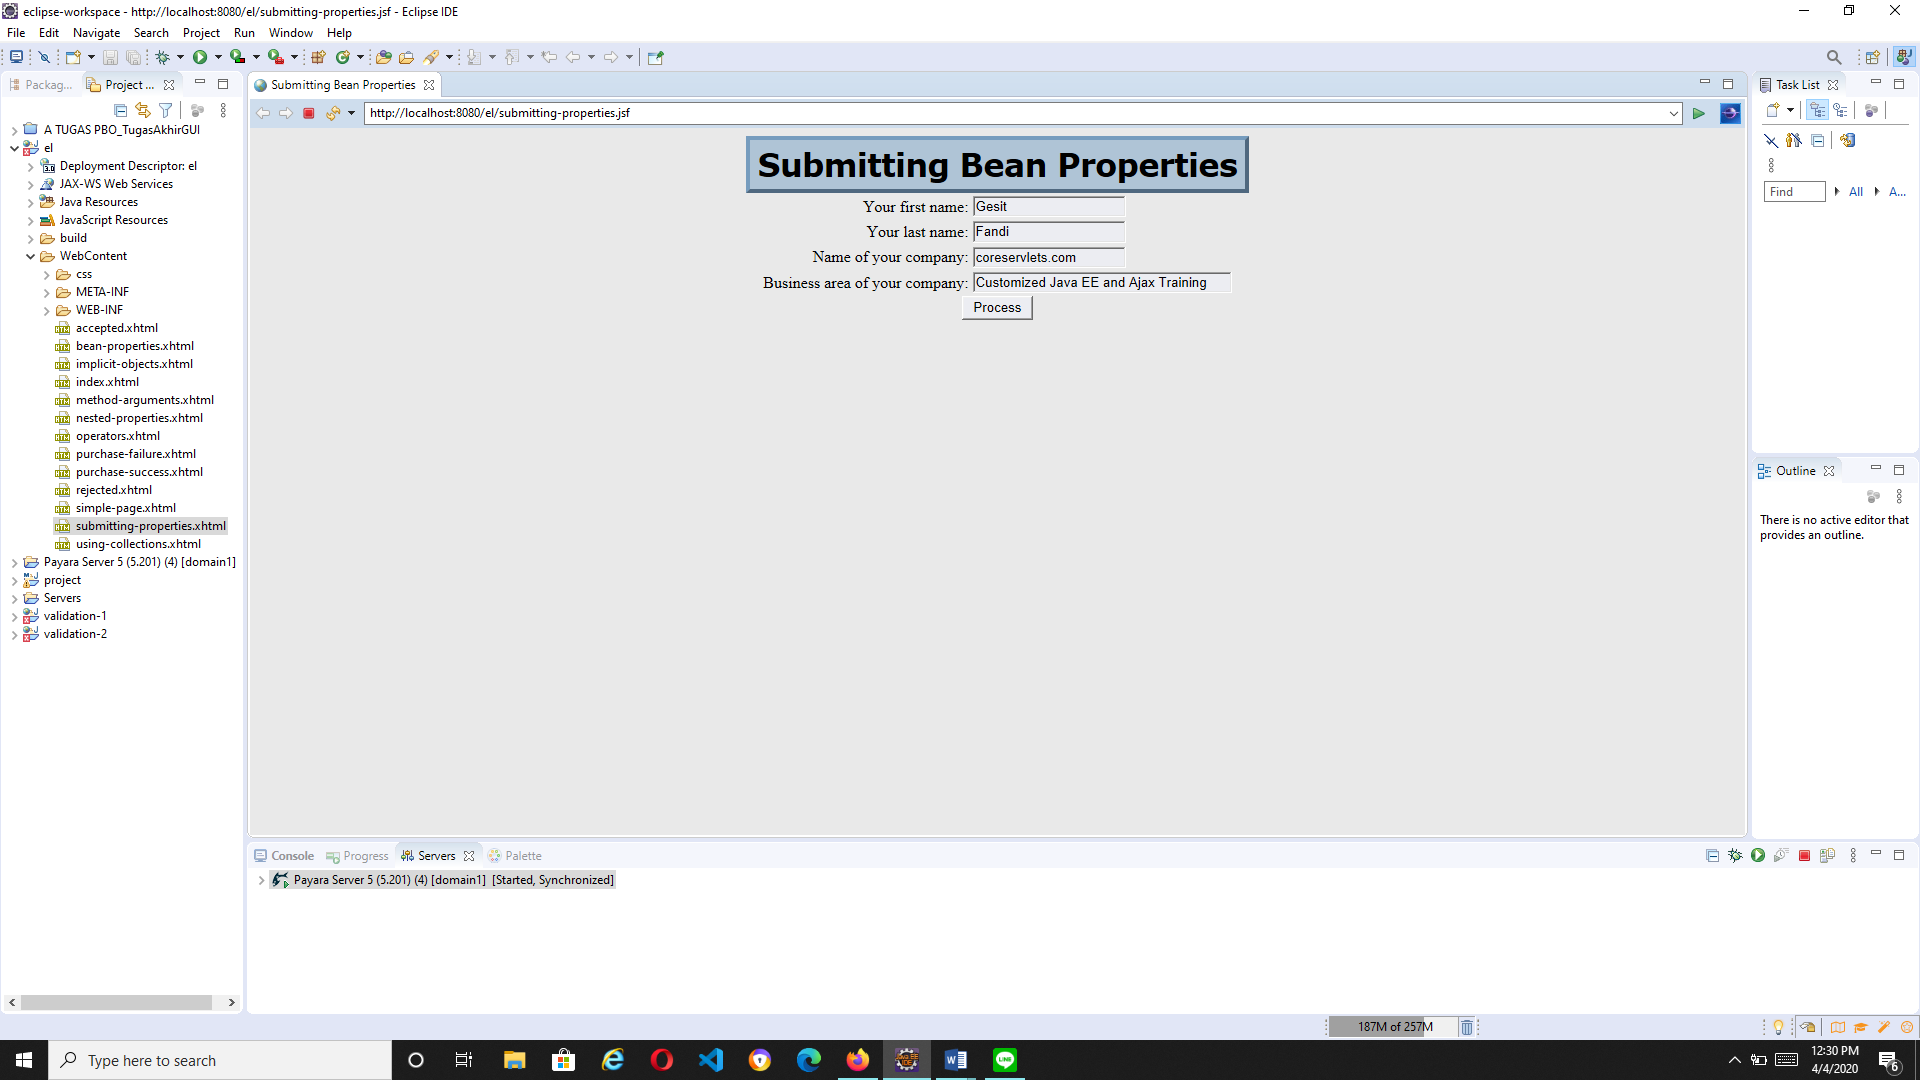 eclipse-workspace - http://localhost:8080/el/submitting-properties.jsf - Eclipse IDE
File Edit Navigate Search Project Run Window Help
Packag... Project ...
A TUGAS PBO_TugasAkhirGUI
el
Deployment Descriptor: el
JAX-WS Web Services
Java Resources
JavaScript Resources
build
WebContent
css
META-INF
WEB-INF
accepted.xhtml
bean-properties.xhtml
implicit-objects.xhtml
index.xhtml
method-arguments.xhtml
nested-properties.xhtml
operators.xhtml
purchase-failure.xhtml
purchase-success.xhtml
rejected.xhtml
simple-page.xhtml
submitting-properties.xhtml
using-collections.xhtml
Payara Server 5 (5.201) (4) [domain1]
project
Servers
validation-1
validation-2
Submitting Bean Properties
http://localhost:8080/el/submitting-properties.jsf
Submitting Bean Properties
Your first name: Gesit
Your last name: Fandi
Name of your company: coreservlets.com
Business area of your company: Customized Java EE and Ajax Training
Process
Console Progress Servers Palette
Payara Server 5 (5.201) (4) [domain1] [Started, Synchronized]
Task List
Find All A...
Outline
There is no active editor that
provides an outline.
187M of 257M
Type here to search
12:30 PM
4/4/2020
6